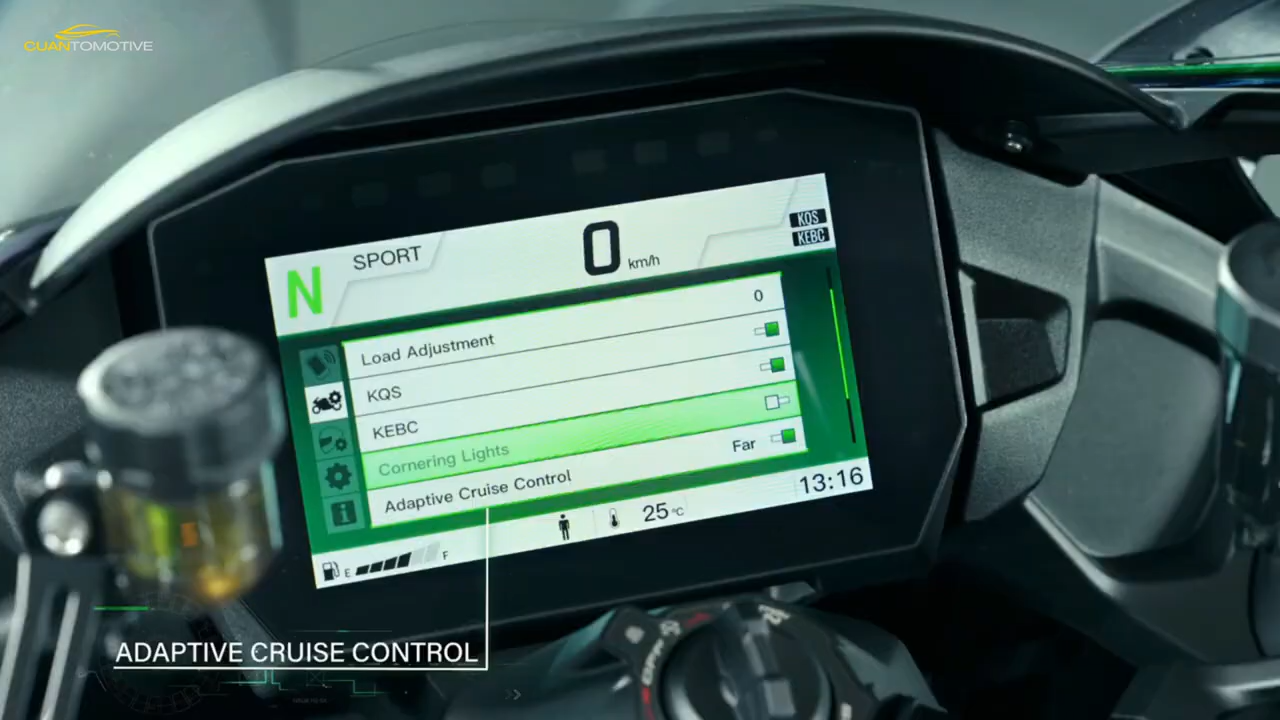 CUANTOMOTIVE
N
SPORT
0 km/h
KQS
KEBC
Load Adjustment 0
KQS
KEBC
Cornering Lights
Adaptive Cruise Control Far
E F
25 °C
13:16
ADAPTIVE CRUISE CONTROL